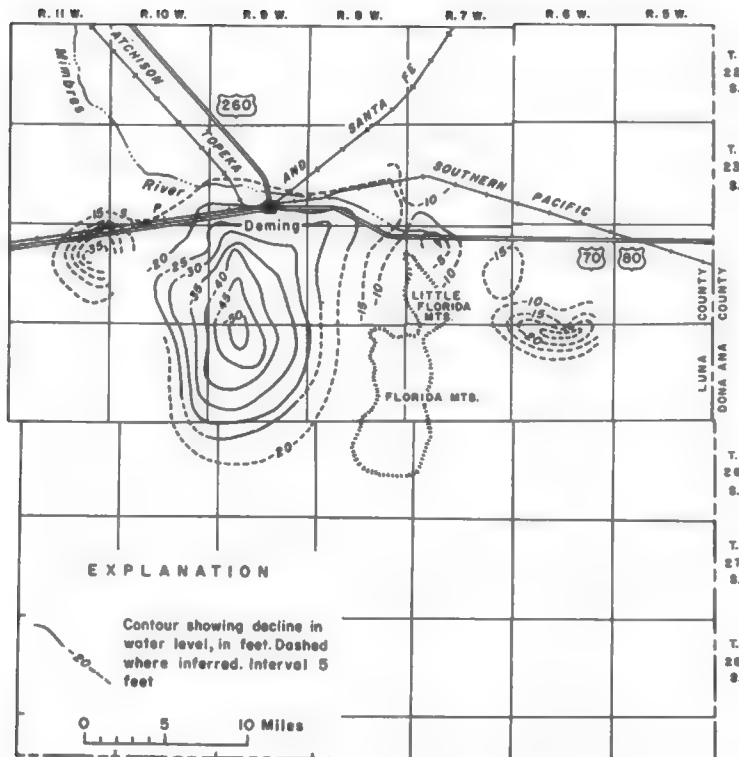 R. 11 W. R. 10 W. R. 9 W. R. 8 W. R. 7 W. R. 6 W. R. 5 W.
T.
22
S.
T.
23
S.
Mimbres
River
ATCHISON
TOPEKA
AND
SANTA FE
260
SOUTHERN PACIFIC
P
Deming
70 80
-15
-35
-20
-25
-30
-35
-40
-45
-50
-20
-15
-10
-10
-5
-10
-15
-10
-15
-20
LITTLE
FLORIDA
MTS.
FLORIDA MTS.
LUNA COUNTY
DONA ANA COUNTY
T.
S.
T.
27
S.
T.
S.
EXPLANATION
-20
Contour showing decline in
water level, in feet. Dashed
where inferred. Interval 5
feet
0 5 10 Miles